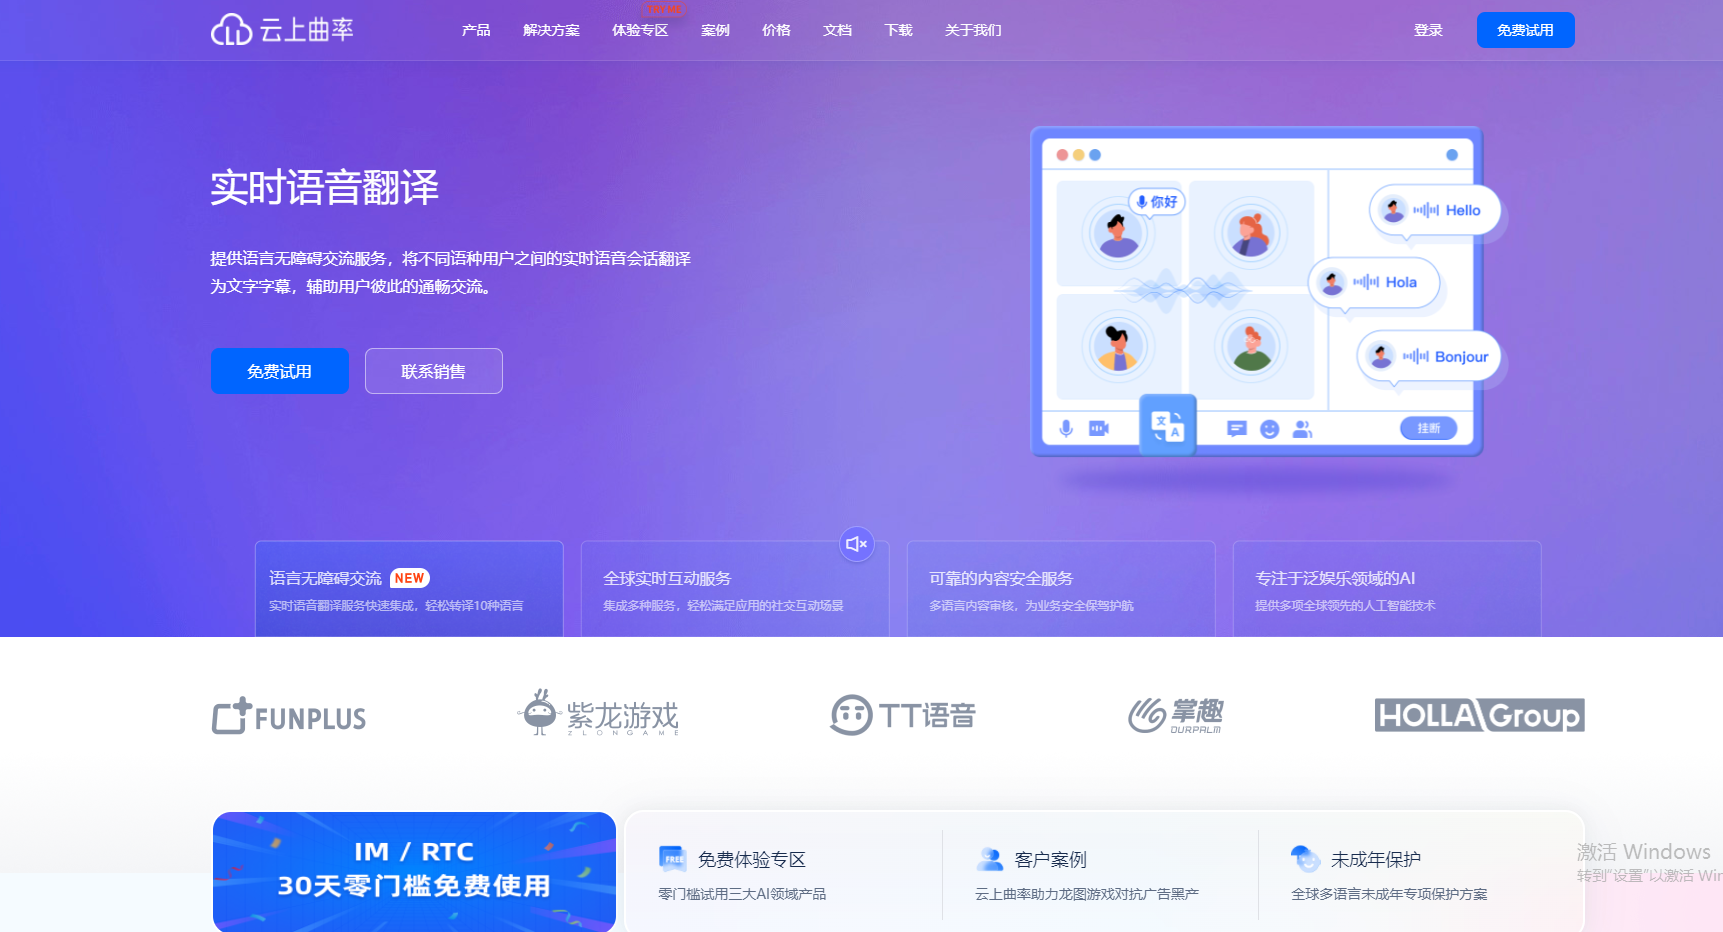 云上曲率
产品
解决方案
体验专区
TRY ME
案例
价格
文档
下载
关于我们
登录
免费试用
实时语音翻译
提供语言无障碍交流服务，将不同语种用户之间的实时语音会话翻译
为文字字幕，辅助用户彼此的通畅交流。
免费试用
联系销售
你好
Hello
Hola
Bonjour
文
A
挂断
语言无障碍交流 NEW
实时语音翻译服务快速集成，轻松转译10种语言
全球实时互动服务
集成多种服务，轻松满足应用的社交互动场景
可靠的内容安全服务
多语言内容审核，为业务安全保驾护航
专注于泛娱乐领域的AI
提供多项全球领先的人工智能技术
FUNPLUS
紫龙游戏
ZLONGAME
TT语音
掌趣
OURPALM
HOLLA\Group
IM / RTC
30天零门槛免费使用
FREE
免费体验专区
零门槛试用三大AI领域产品
客户案例
云上曲率助力龙图游戏对抗广告黑产
未成年保护
全球多语言未成年专项保护方案
激活 Windows
转到“设置”以激活 Win